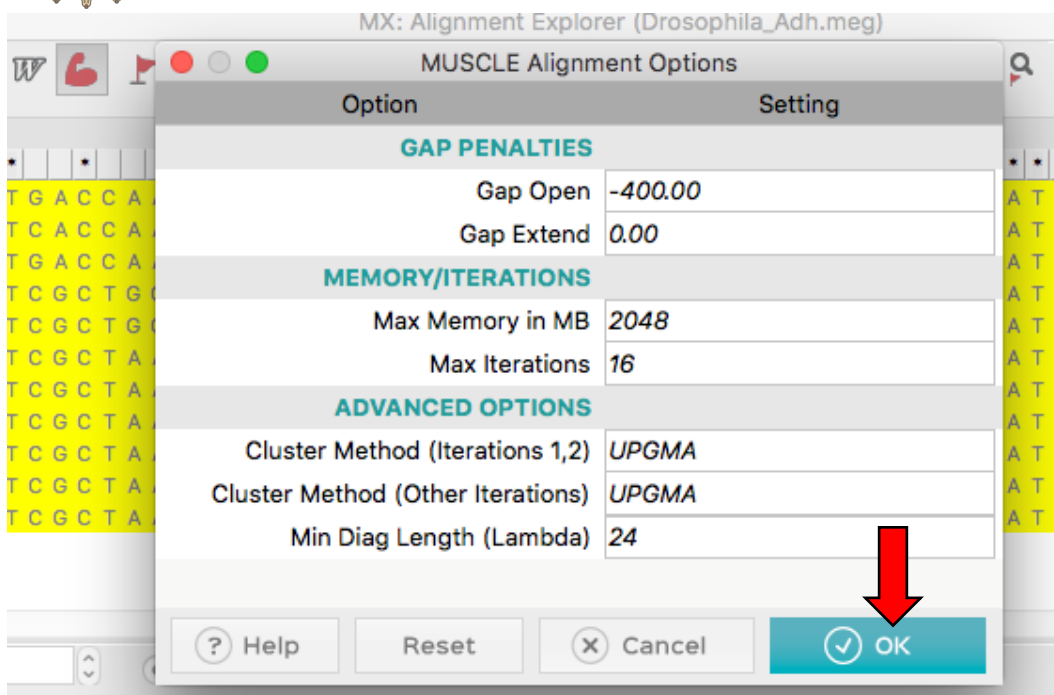 MX: Alignment Explorer (Drosophila_Adh.meg)
W
MUSCLE Alignment Options
Option Setting
GAP PENALTIES
Gap Open -400.00
Gap Extend 0.00
MEMORY/ITERATIONS
Max Memory in MB 2048
Max Iterations 16
ADVANCED OPTIONS
Cluster Method (Iterations 1,2) UPGMA
Cluster Method (Other Iterations) UPGMA
Min Diag Length (Lambda) 24
? Help Reset Cancel OK
* * * *
T G A C C A A T
T C A C C A A T
T G A C C A A T
T C G C T G A T
T C G C T G A T
T C G C T A A T
T C G C T A A T
T C G C T A A T
T C G C T A A T
T C G C T A A T
T C G C T A A T